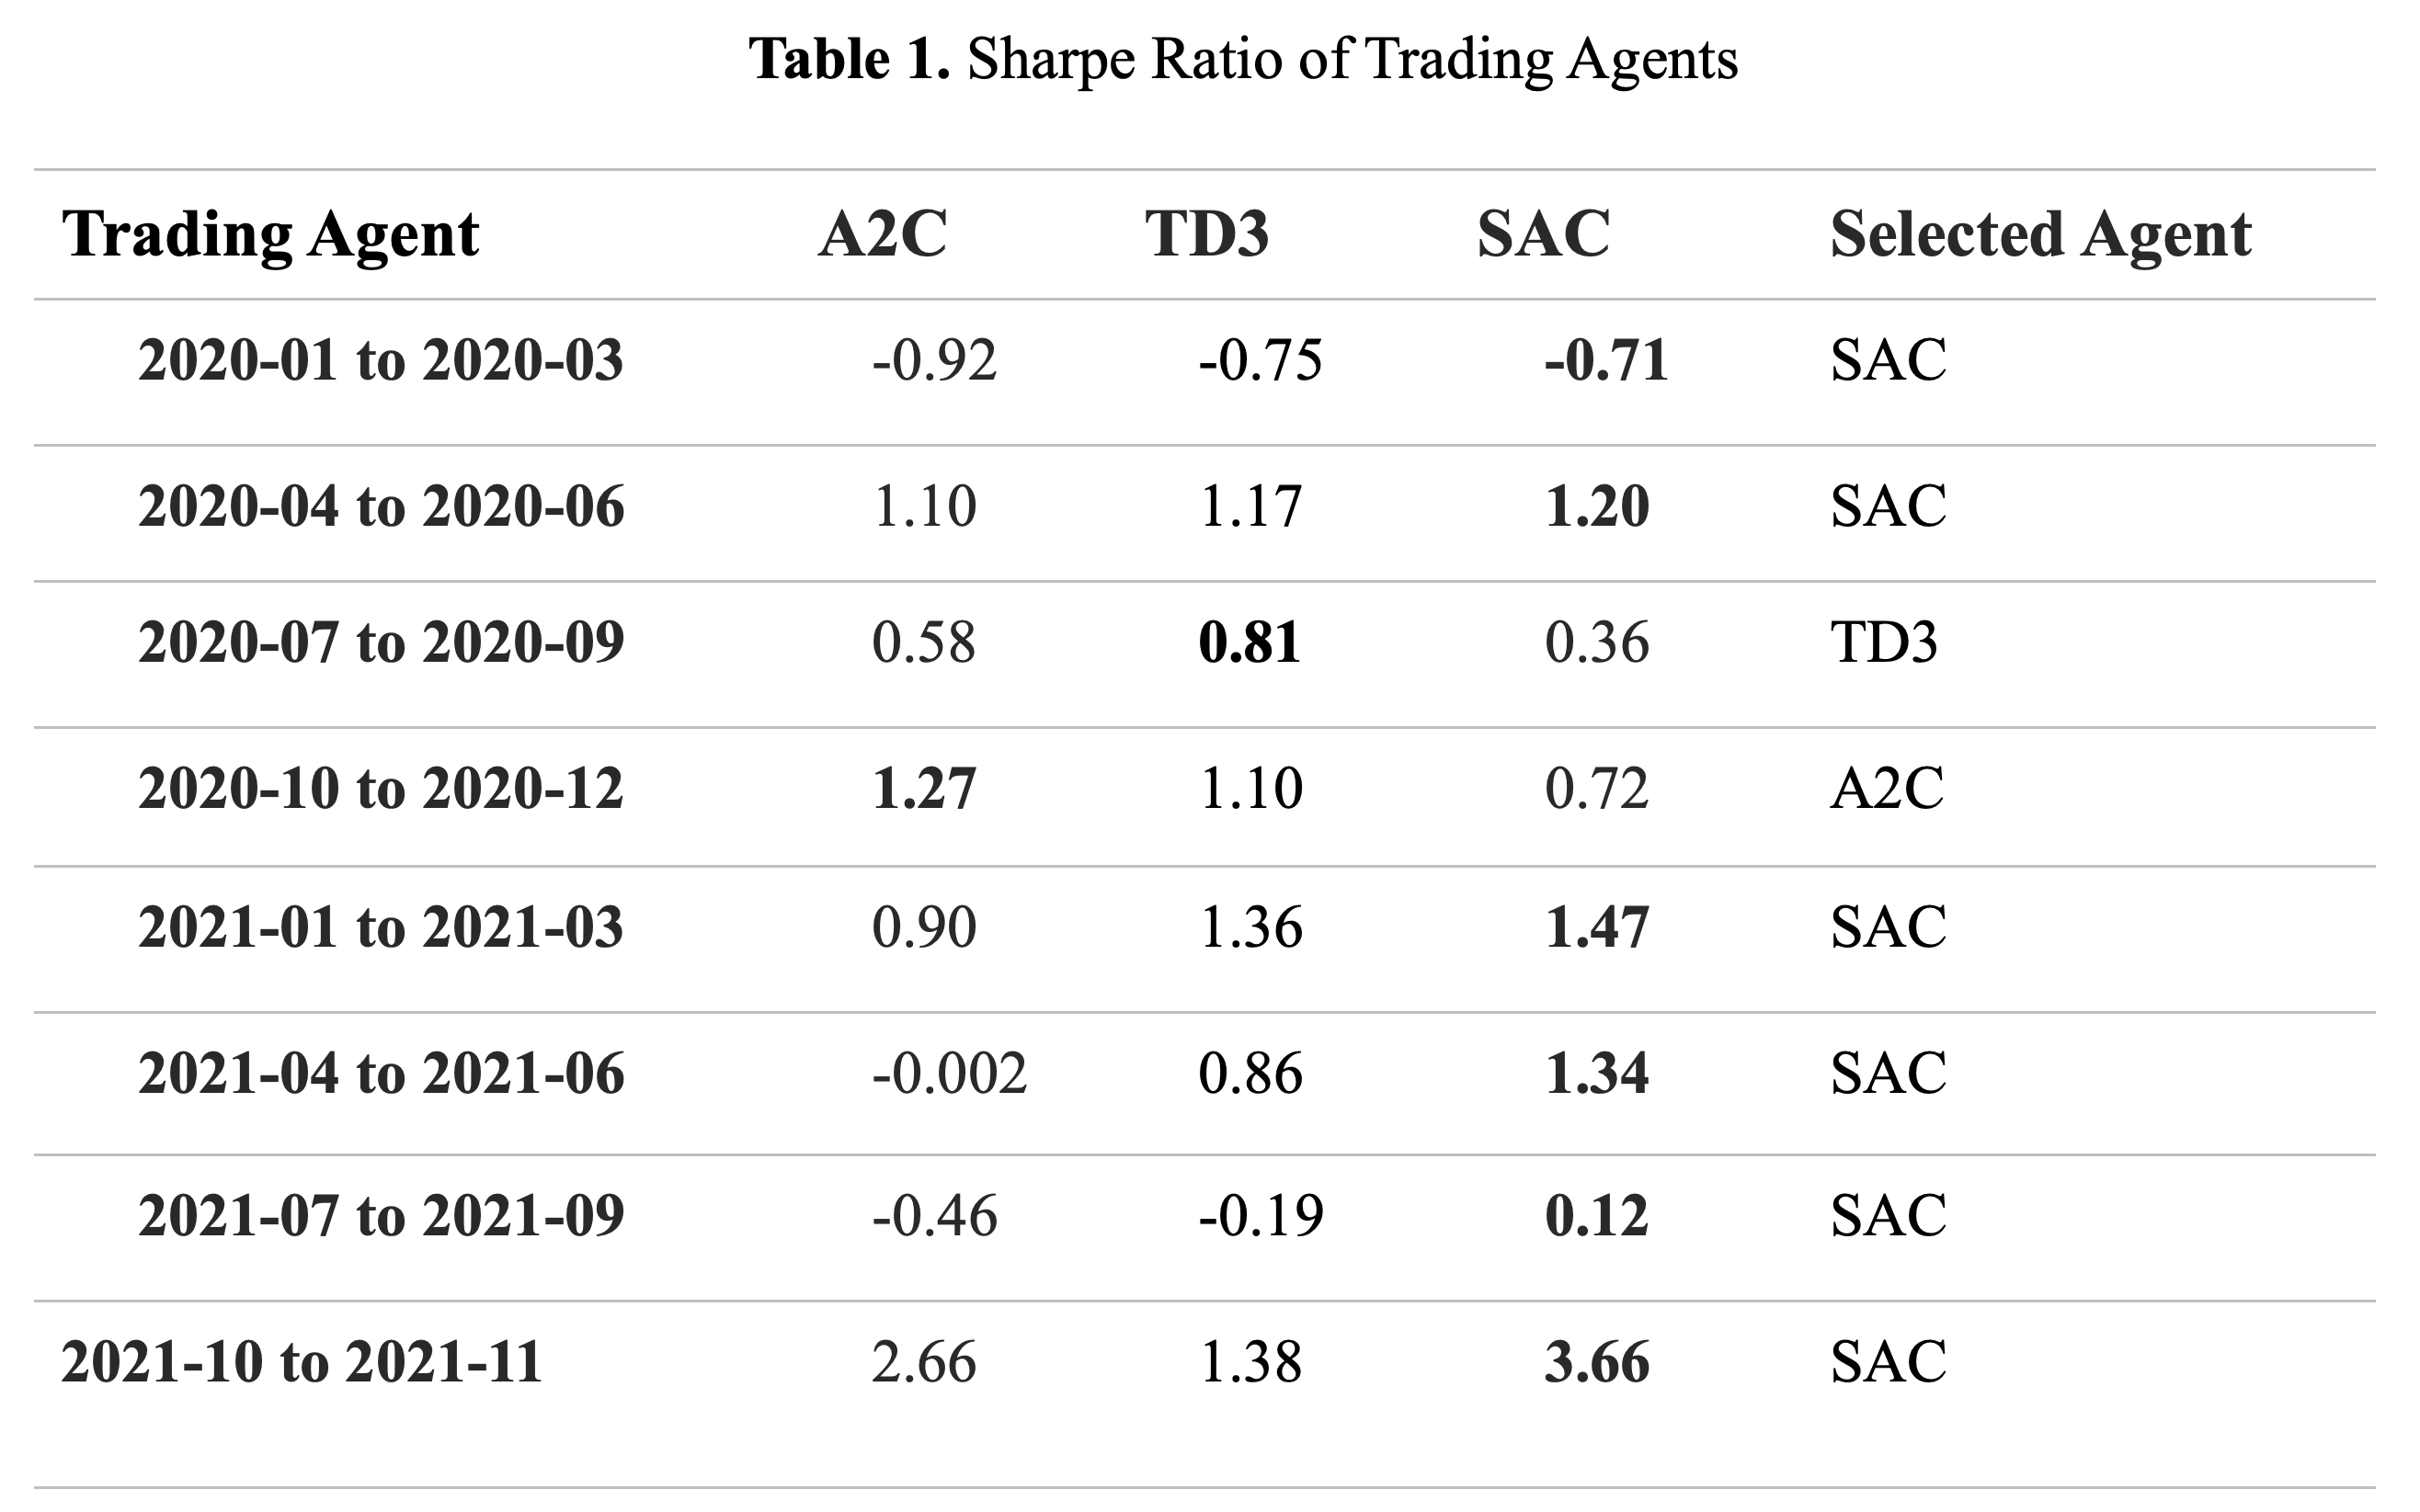 Table 1. Sharpe Ratio of Trading Agents
Trading Agent A2C TD3 SAC Selected Agent
2020-01 to 2020-03 -0.92 -0.75 -0.71 SAC
2020-04 to 2020-06 1.10 1.17 1.20 SAC
2020-07 to 2020-09 0.58 0.81 0.36 TD3
2020-10 to 2020-12 1.27 1.10 0.72 A2C
2021-01 to 2021-03 0.90 1.36 1.47 SAC
2021-04 to 2021-06 -0.002 0.86 1.34 SAC
2021-07 to 2021-09 -0.46 -0.19 0.12 SAC
2021-10 to 2021-11 2.66 1.38 3.66 SAC